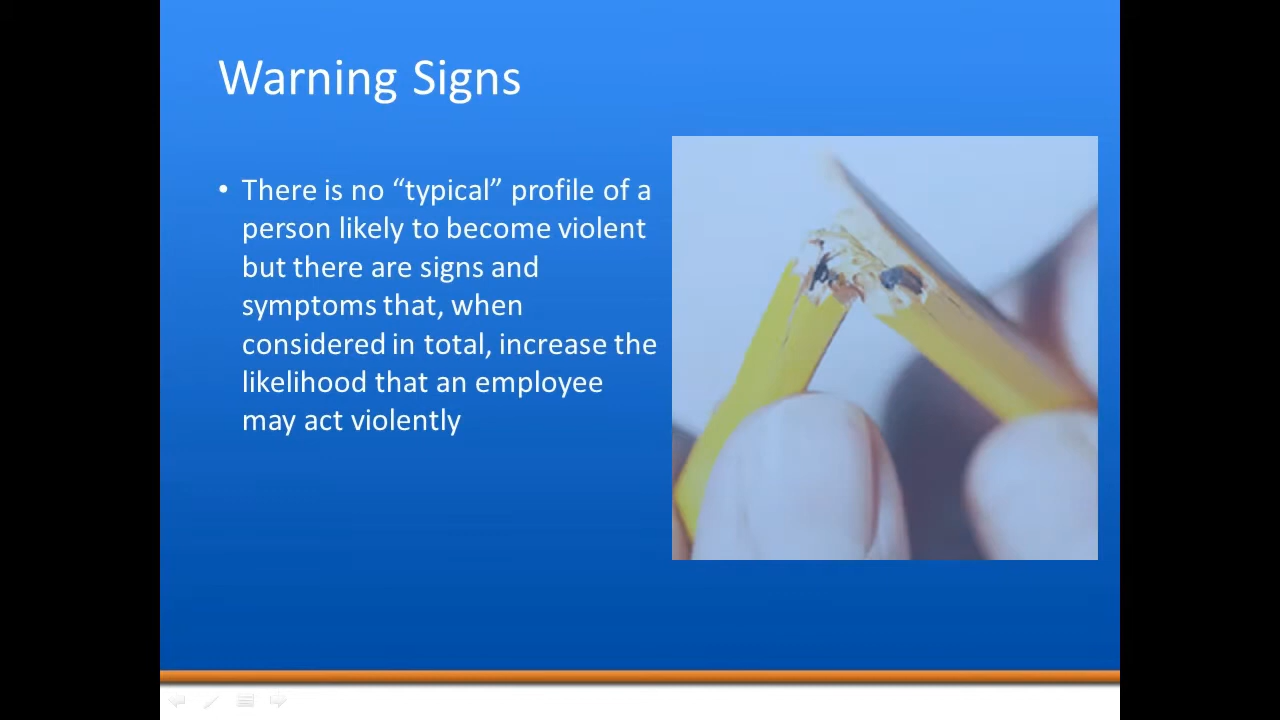 Warning Signs
• There is no “typical” profile of a
person likely to become violent
but there are signs and
symptoms that, when
considered in total, increase the
likelihood that an employee
may act violently